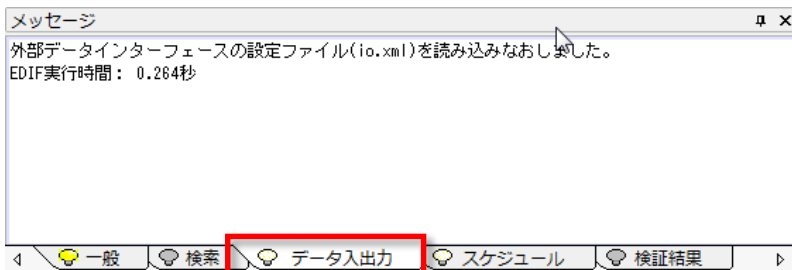 メッセージ
外部データインターフェースの設定ファイル(io.xml)を読み込みなおしました。
EDIF実行時間： 0.264秒
一般 検索 データ入出力 スケジュール 検証結果